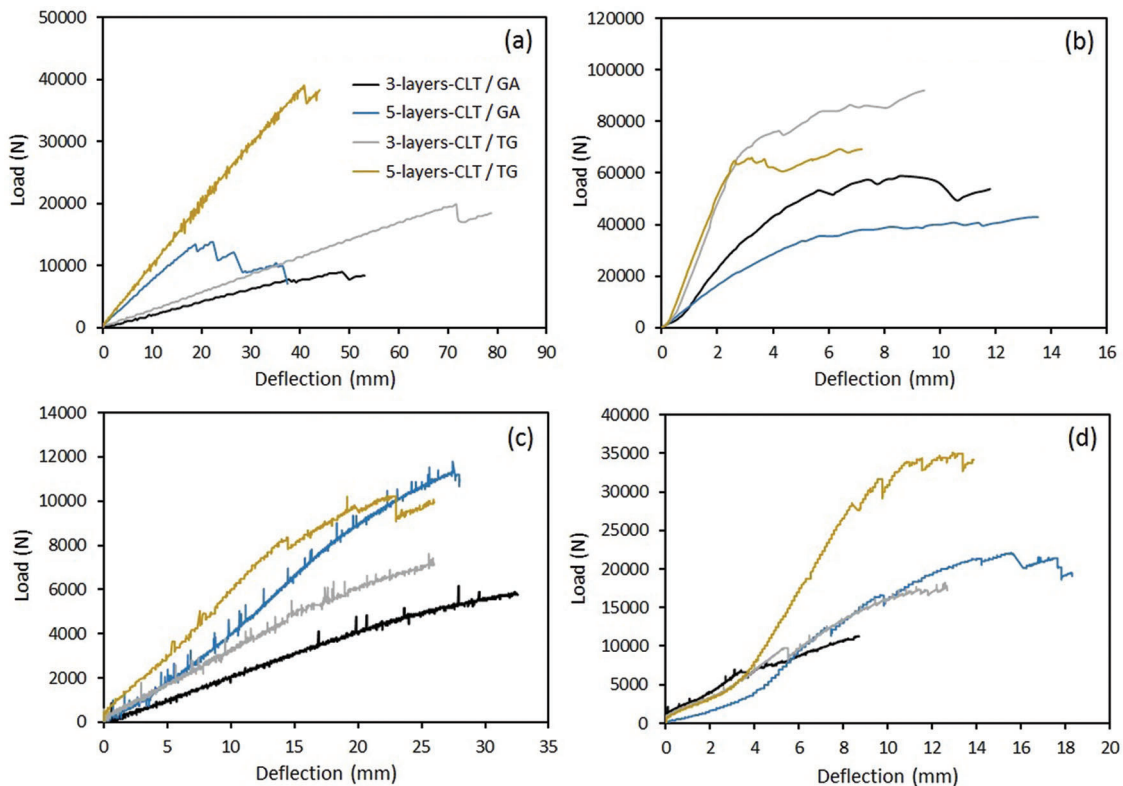 50000
40000
30000
20000
10000
0
Load (N)
(a)
3-layers-CLT / GA
5-layers-CLT / GA
3-layers-CLT / TG
5-layers-CLT / TG
0 10 20 30 40 50 60 70 80 90
Deflection (mm)
120000
100000
80000
60000
40000
20000
0
Load (N)
(b)
0 2 4 6 8 10 12 14 16
Deflection (mm)
14000
12000
10000
8000
6000
4000
2000
0
Load (N)
(c)
0 5 10 15 20 25 30 35
Deflection (mm)
40000
35000
30000
25000
20000
15000
10000
5000
0
Load (N)
(d)
0 2 4 6 8 10 12 14 16 18 20
Deflection (mm)